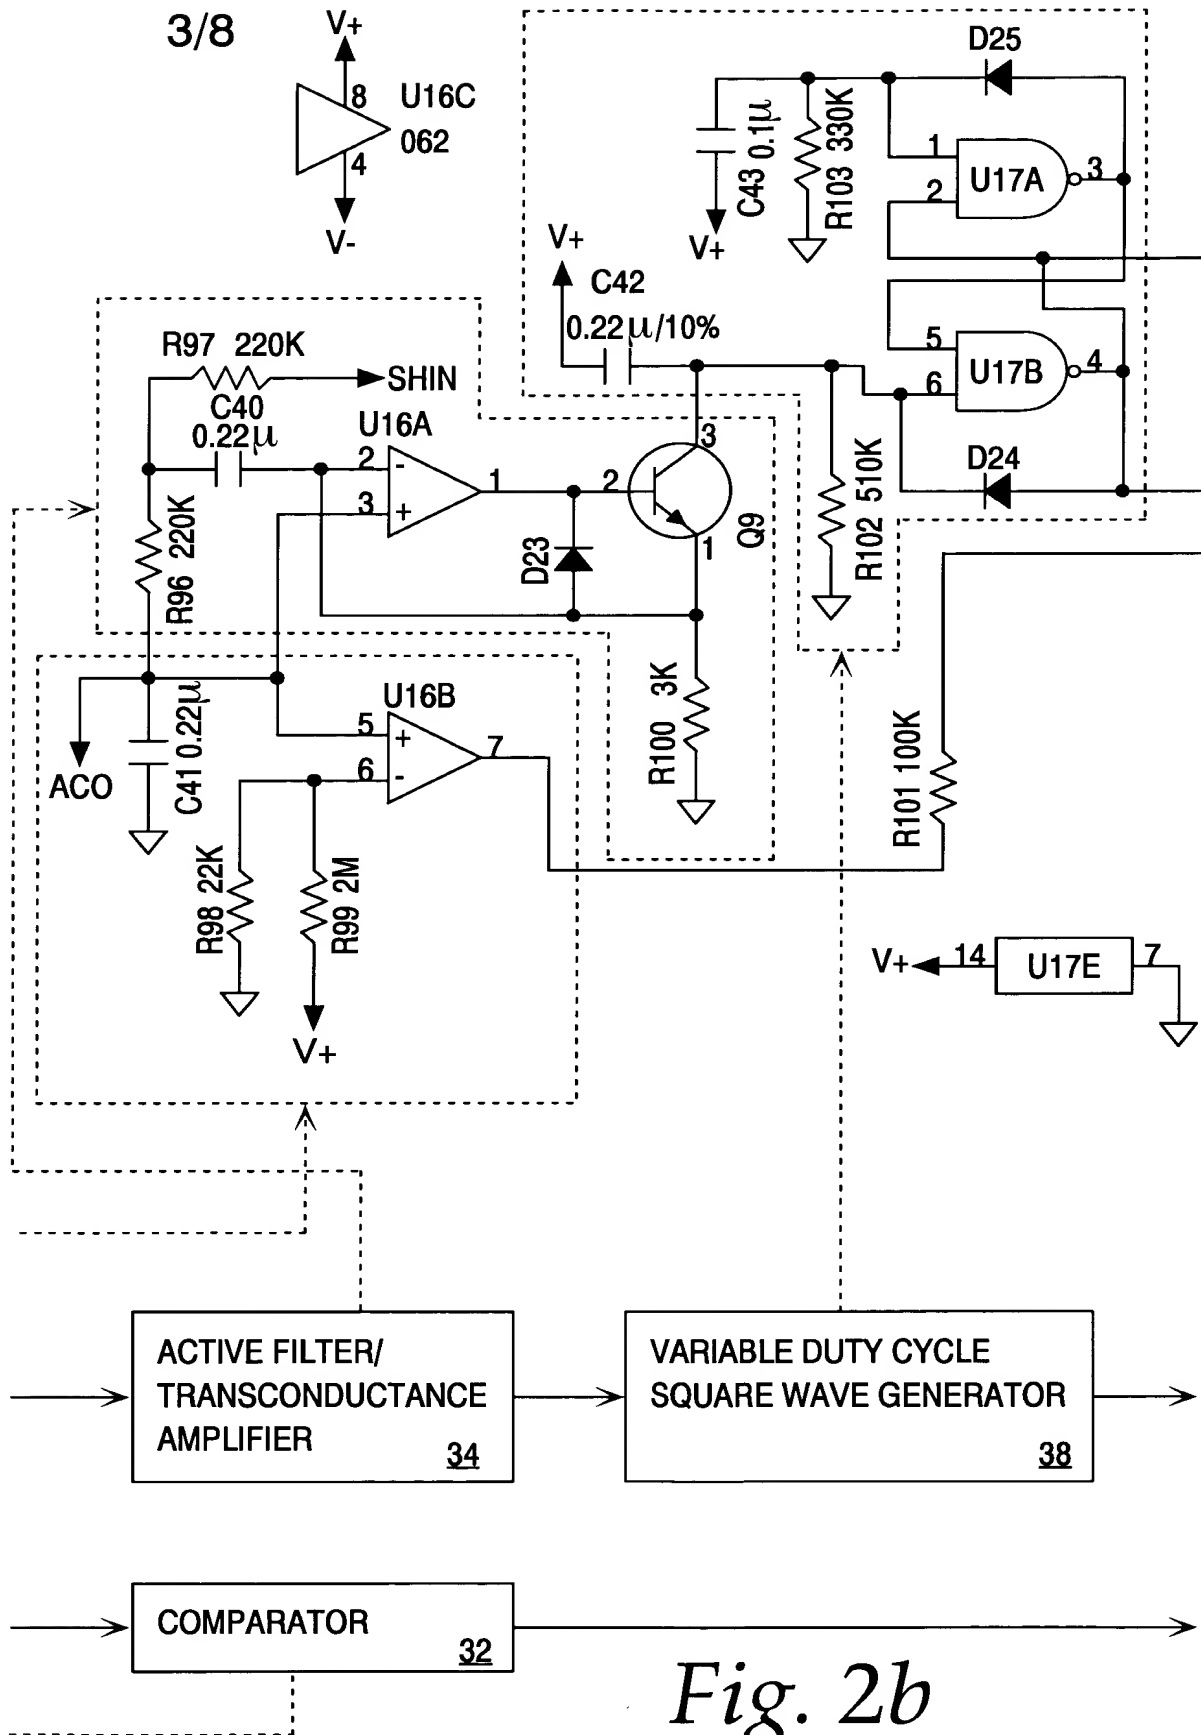 3/8
V+
8
U16C
062
4
V-
D25
0.1µ
C43
R103 330K
1
2
U17A
3
V+
V+
C42
0.22µ/10%
5
6
U17B
4
R97 220K
SHIN
C40
0.22µ
U16A
2
-
3
+
1
2
3
1
Q9
D23
D24
R102 510K
R96 220K
R100 3K
R101 100K
ACO
C41 0.22µ
U16B
5
+
6
-
7
R98 22K
R99 2M
V+
V+
14
U17E
7
ACTIVE FILTER/
TRANSCONDUCTANCE
AMPLIFIER
34
VARIABLE DUTY CYCLE
SQUARE WAVE GENERATOR
38
COMPARATOR
32
Fig. 2b